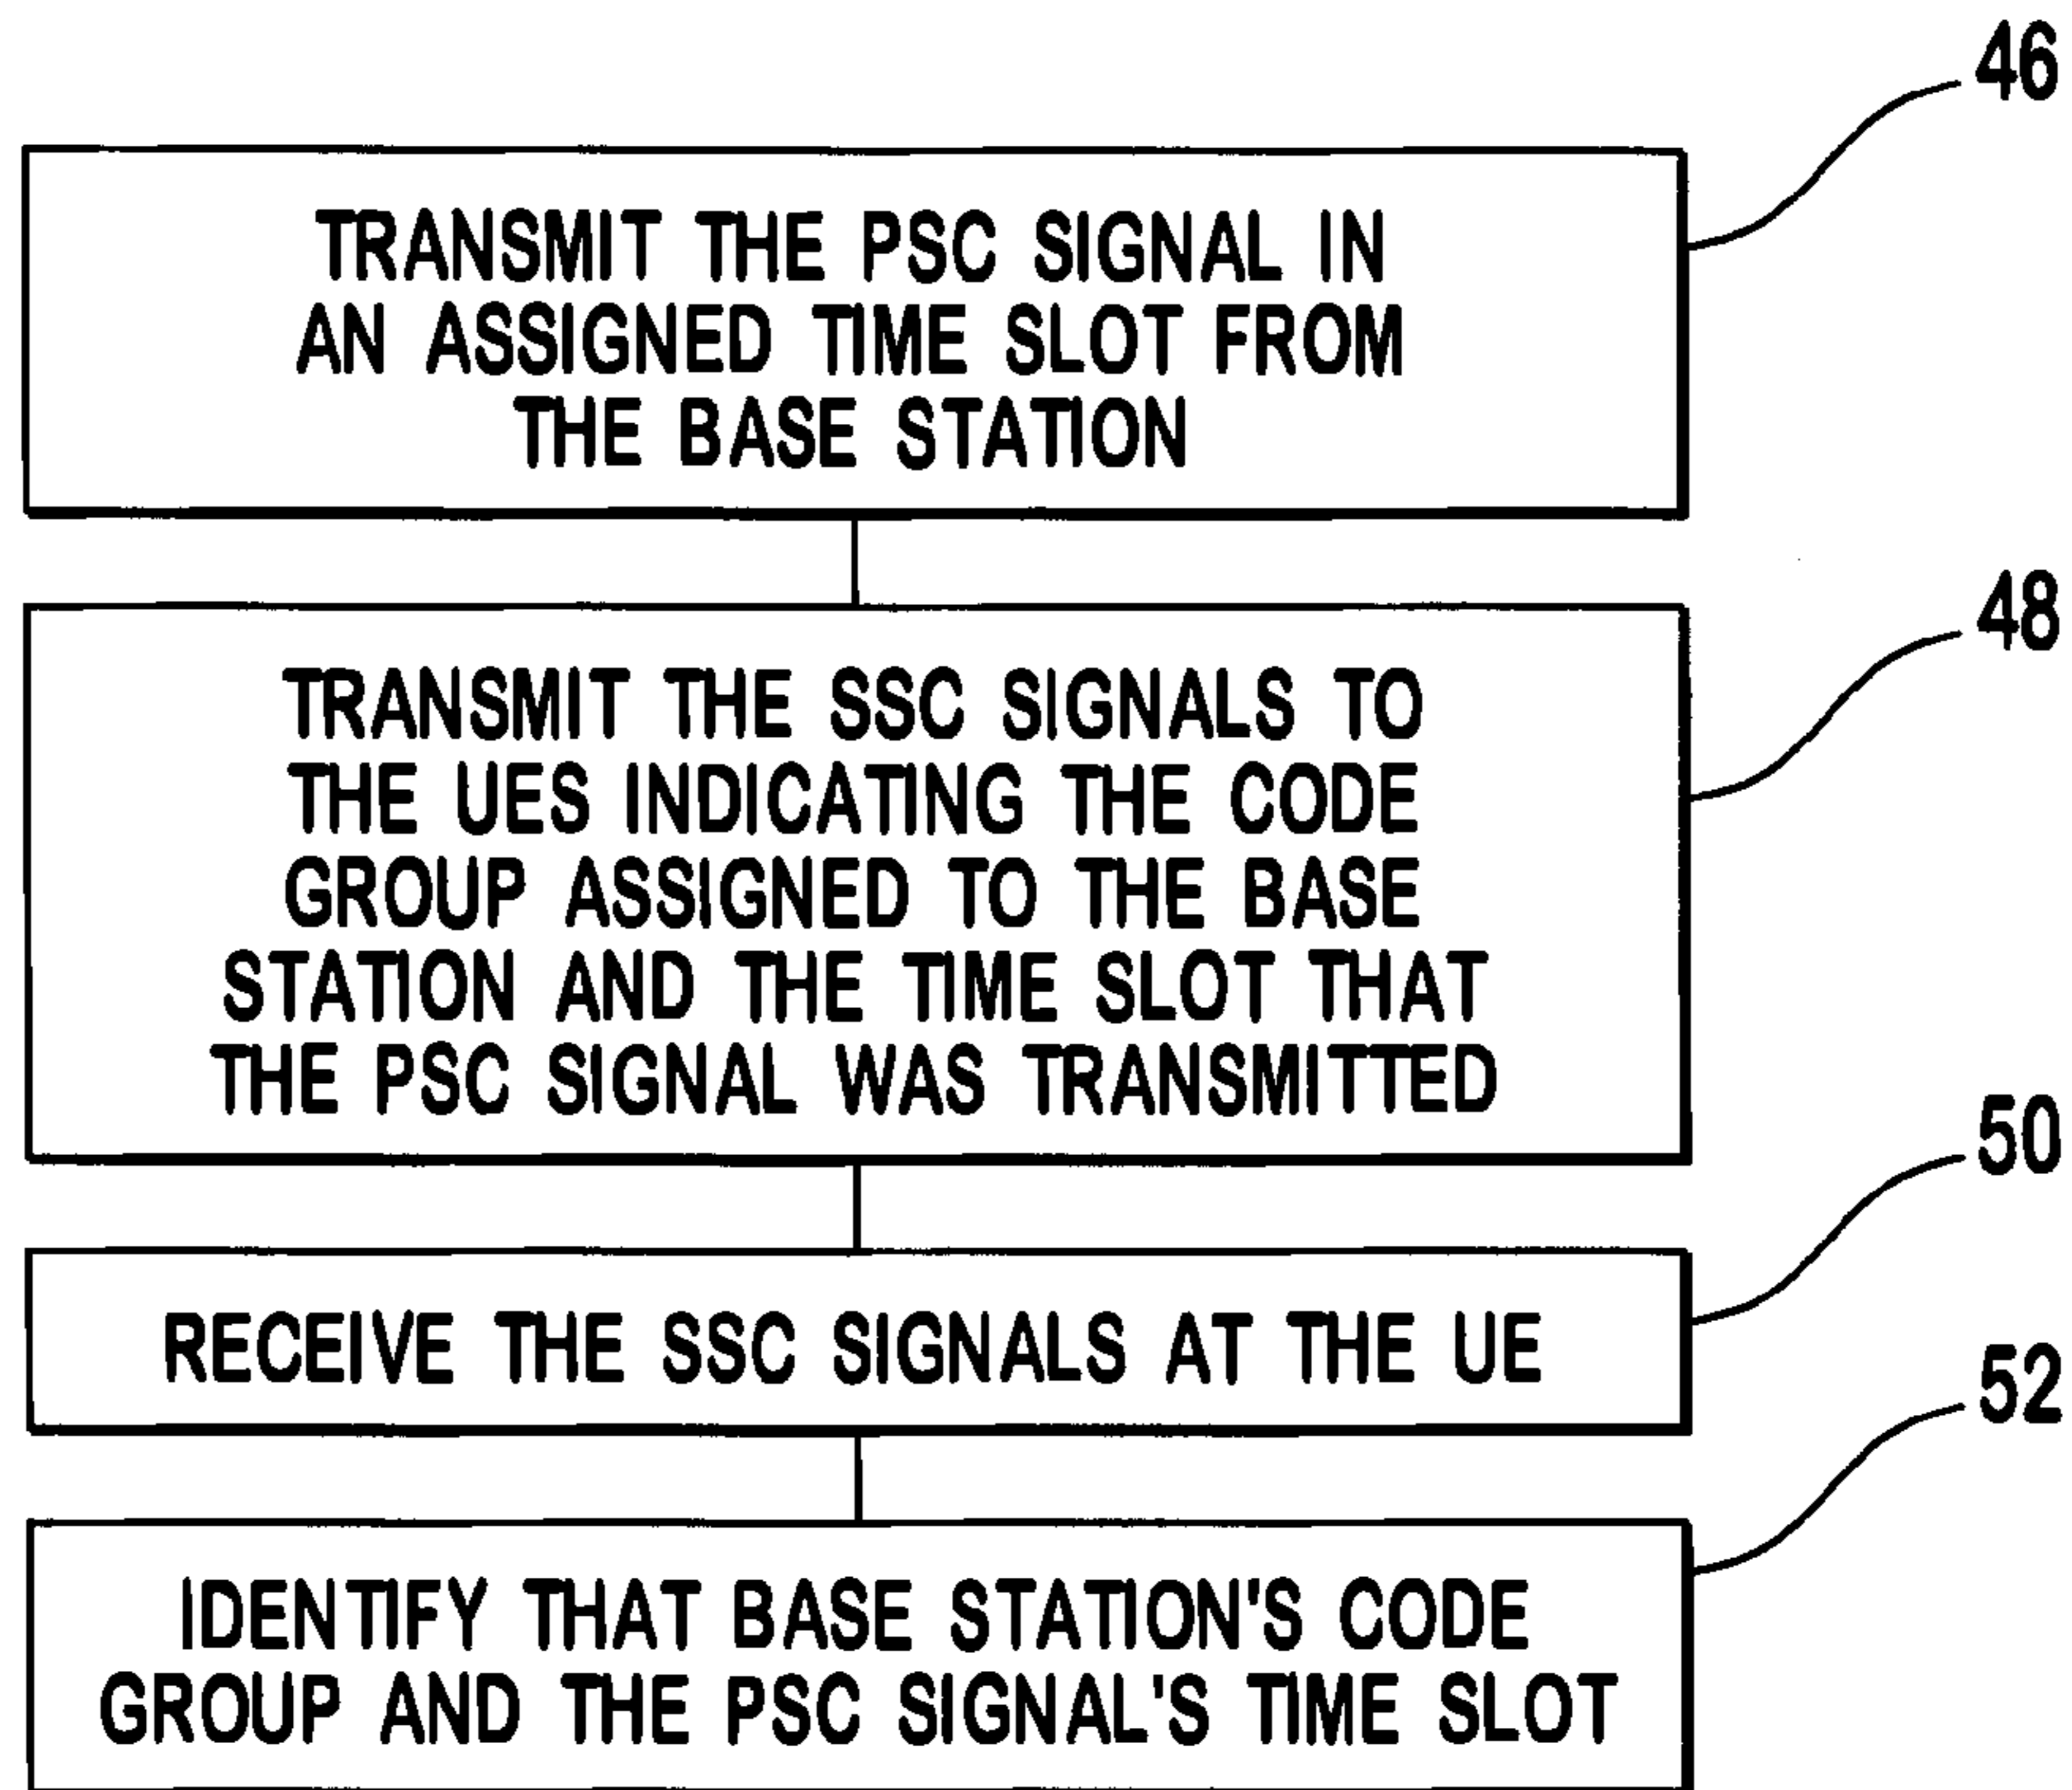 46
TRANSMIT THE PSC SIGNAL IN
AN ASSIGNED TIME SLOT FROM
THE BASE STATION
48
TRANSMIT THE SSC SIGNALS TO
THE UES INDICATING THE CODE
GROUP ASSIGNED TO THE BASE
STATION AND THE TIME SLOT THAT
THE PSC SIGNAL WAS TRANSMITTED
50
RECEIVE THE SSC SIGNALS AT THE UE
52
IDENTIFY THAT BASE STATION'S CODE
GROUP AND THE PSC SIGNAL'S TIME SLOT